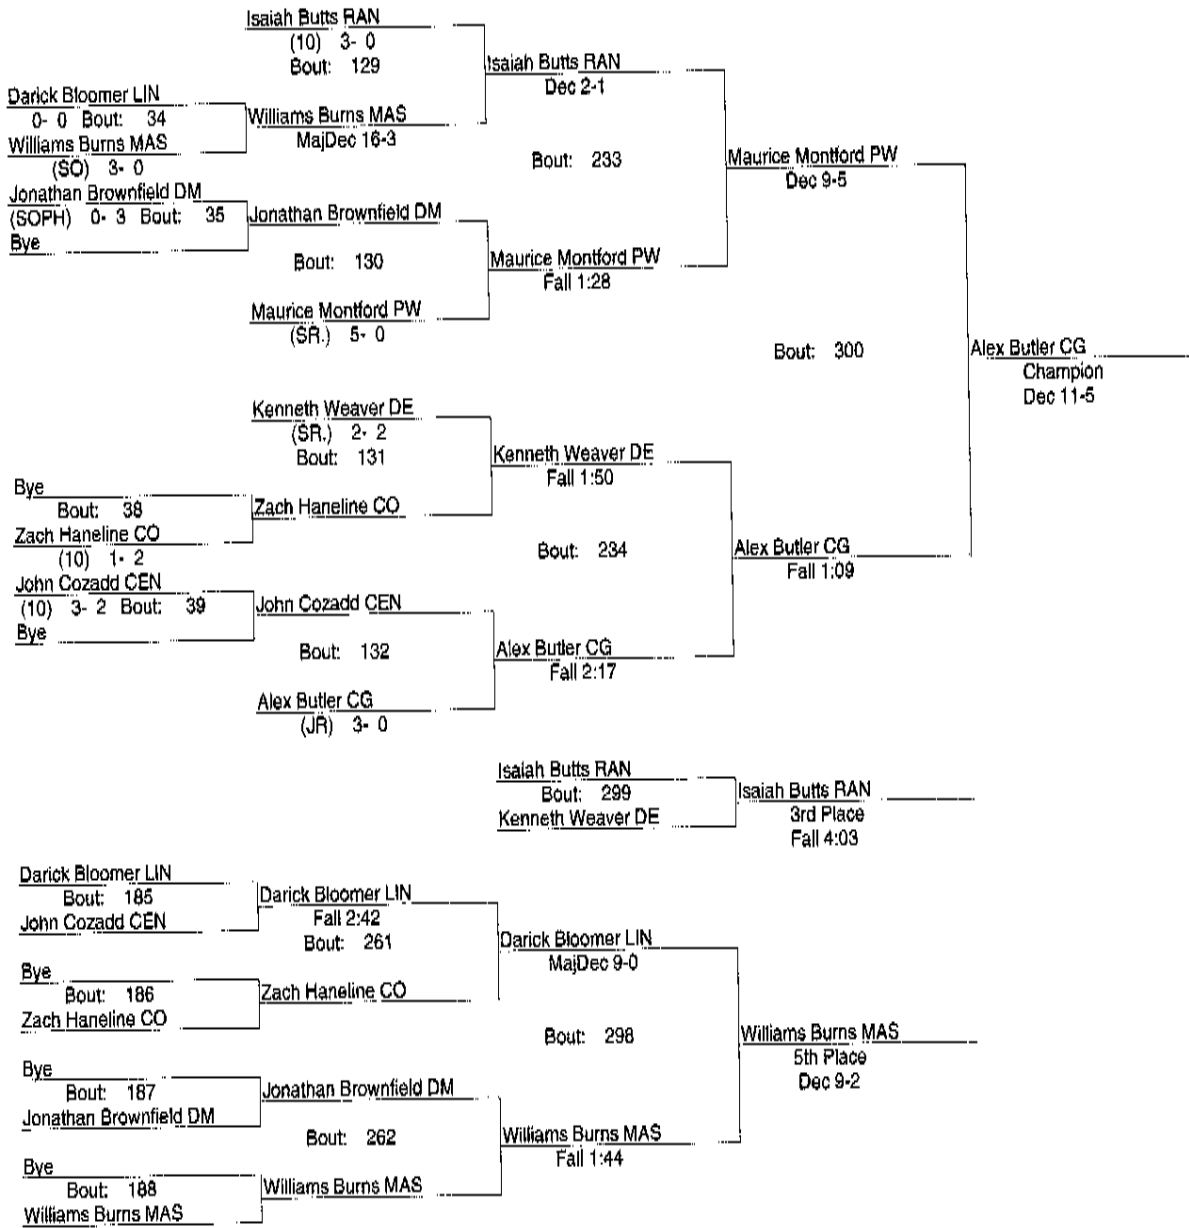 Isaiah Butts RAN
(10) 3- 0
Bout: 129
Isaiah Butts RAN
Dec 2-1
Darick Bloomer LIN
0- 0 Bout: 34
Williams Burns MAS
(SO) 3- 0
Williams Burns MAS
MajDec 16-3
Bout: 233
Maurice Montford PW
Dec 9-5
Jonathan Brownfield DM
(SOPH) 0- 3 Bout: 35
Bye
Jonathan Brownfield DM
Bout: 130
Maurice Montford PW
Fall 1:28
Maurice Montford PW
(SR.) 5- 0
Bout: 300
Alex Butler CG
Champion
Dec 11-5
Kenneth Weaver DE
(SR.) 2- 2
Bout: 131
Kenneth Weaver DE
Fall 1:50
Bye
Bout: 38
Zach Haneline CO
(10) 1- 2
Zach Haneline CO
Bout: 234
Alex Butler CG
Fall 1:09
John Cozadd CEN
(10) 3- 2 Bout: 39
Bye
John Cozadd CEN
Bout: 132
Alex Butler CG
Fall 2:17
Alex Butler CG
(JR) 3- 0
Isaiah Butts RAN
Bout: 299
Kenneth Weaver DE
Isaiah Butts RAN
3rd Place
Fall 4:03
Darick Bloomer LIN
Bout: 185
John Cozadd CEN
Darick Bloomer LIN
Fall 2:42
Bout: 261
Darick Bloomer LIN
MajDec 9-0
Bye
Bout: 186
Zach Haneline CO
Zach Haneline CO
Bout: 298
Williams Burns MAS
5th Place
Dec 9-2
Bye
Bout: 187
Jonathan Brownfield DM
Jonathan Brownfield DM
Bout: 262
Williams Burns MAS
Fall 1:44
Bye
Bout: 188
Williams Burns MAS
Williams Burns MAS